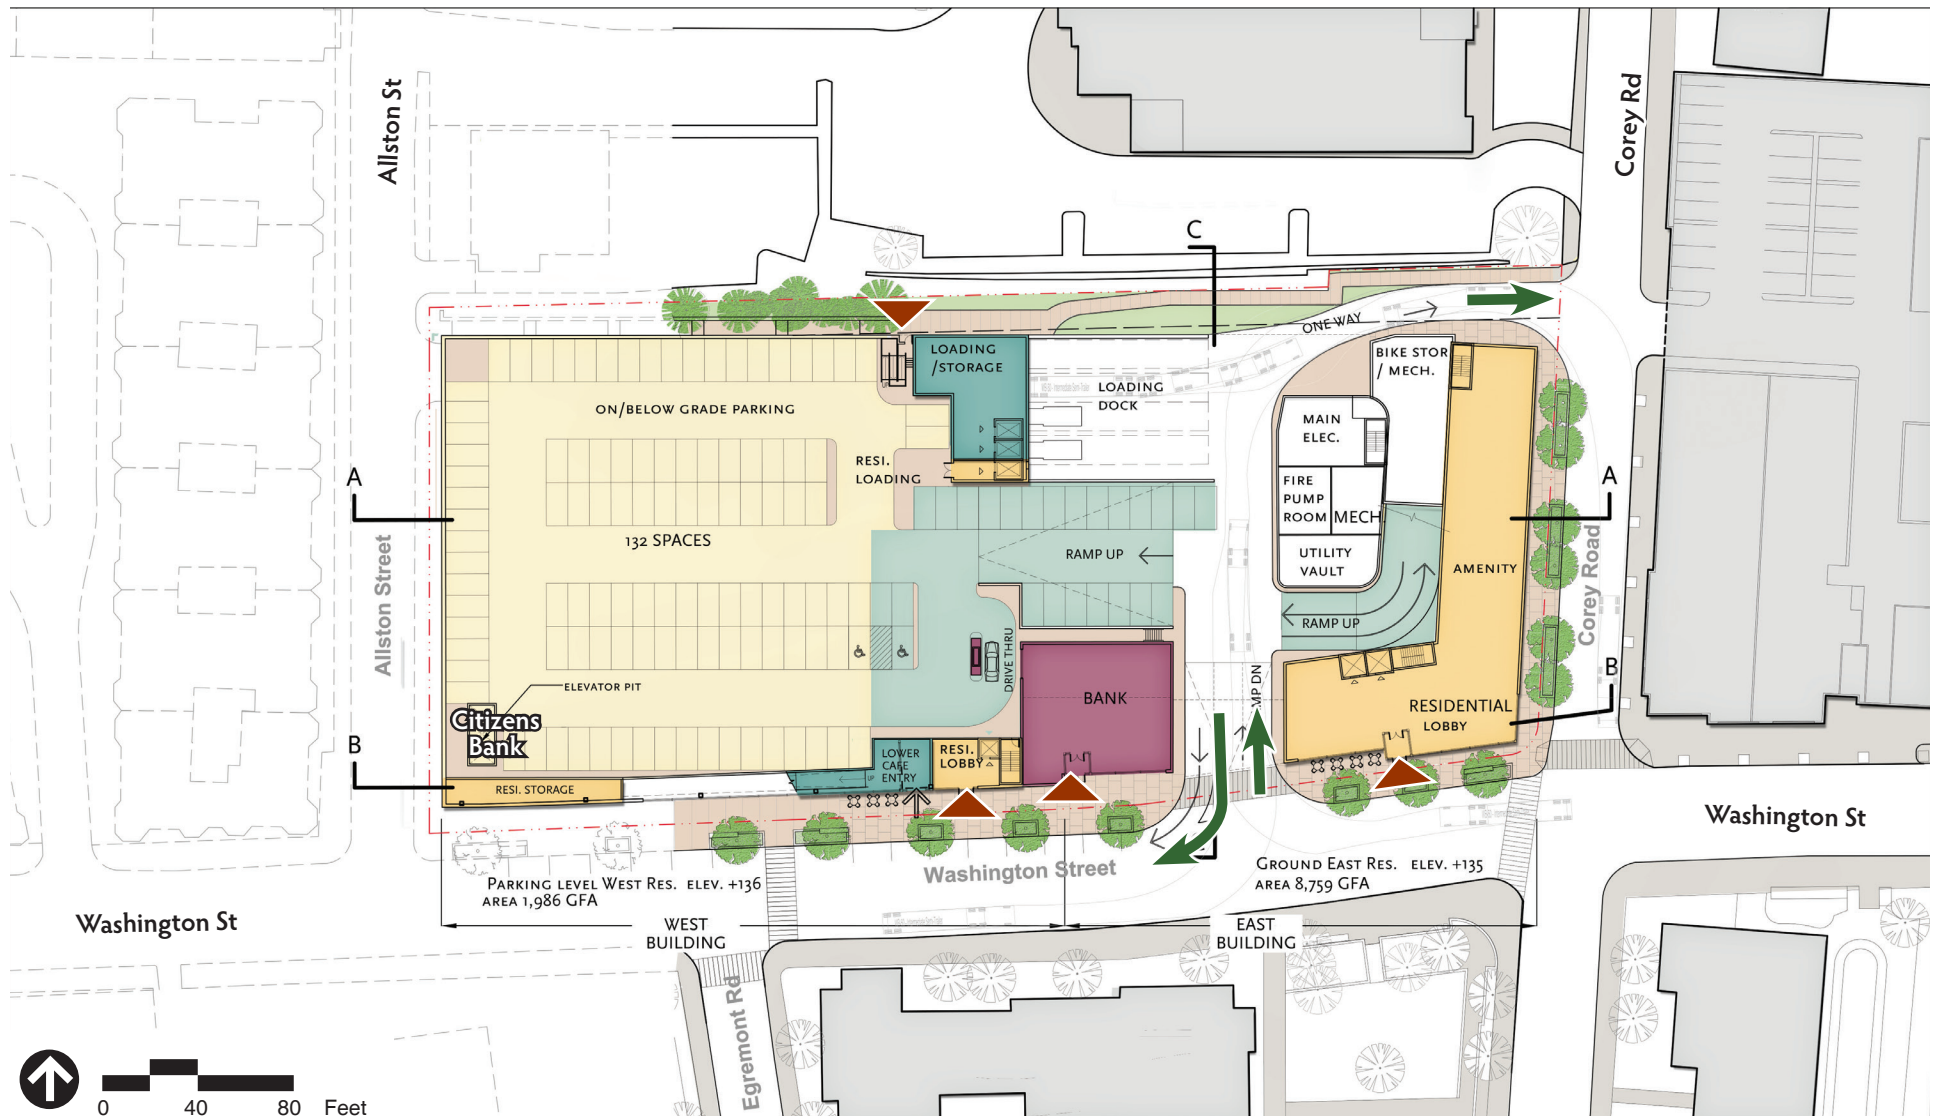 Allston St
Corey Rd
C
ONE WAY
LOADING
/STORAGE
BIKE STOR
/ MECH.
LOADING
DOCK
ON/BELOW GRADE PARKING
MAIN
ELEC.
RESI.
LOADING
A
A
FIRE
PUMP
ROOM
MECH
132 SPACES
RAMP UP
UTILITY
VAULT
AMENITY
Allston Street
Corey Road
RAMP UP
DRIVE THRU
ELEVATOR PIT
BANK
MP DN
B
RESIDENTIAL
LOBBY
Citizens
Bank
B
LOWER
CAFE
ENTRY
UP
RESI.
LOBBY
RESI. STORAGE
Washington St
Washington Street
PARKING LEVEL WEST RES. ELEV. +136
AREA 1,986 GFA
GROUND EAST RES. ELEV. +135
AREA 8,759 GFA
Washington St
WEST
BUILDING
EAST
BUILDING
Egremont Rd
0 40 80 Feet